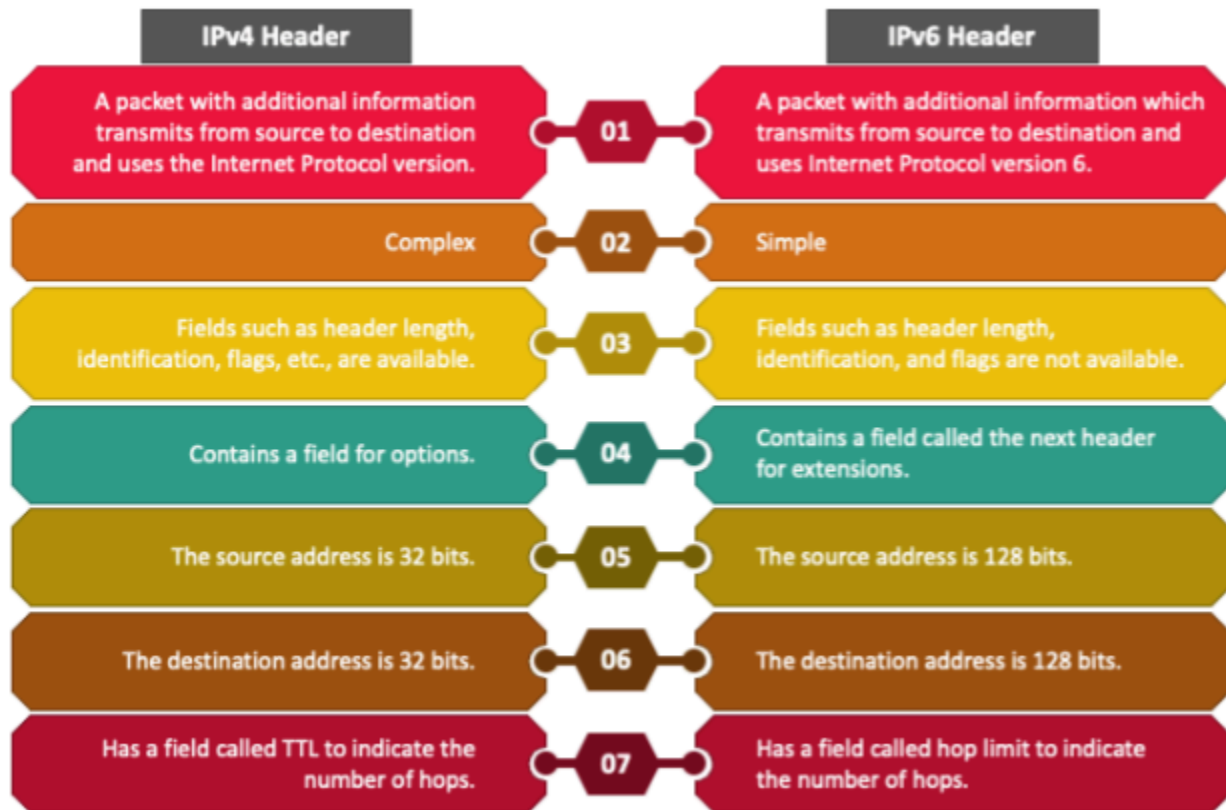 IPv4 Header
IPv6 Header
A packet with additional information
transmits from source to destination
and uses the Internet Protocol version.
01
A packet with additional information which
transmits from source to destination and
uses Internet Protocol version 6.
Complex
02
Simple
Fields such as header length,
identification, flags, etc., are available.
03
Fields such as header length,
identification, and flags are not available.
Contains a field for options.
04
Contains a field called the next header
for extensions.
The source address is 32 bits.
05
The source address is 128 bits.
The destination address is 32 bits.
06
The destination address is 128 bits.
Has a field called TTL to indicate the
number of hops.
07
Has a field called hop limit to indicate
the number of hops.